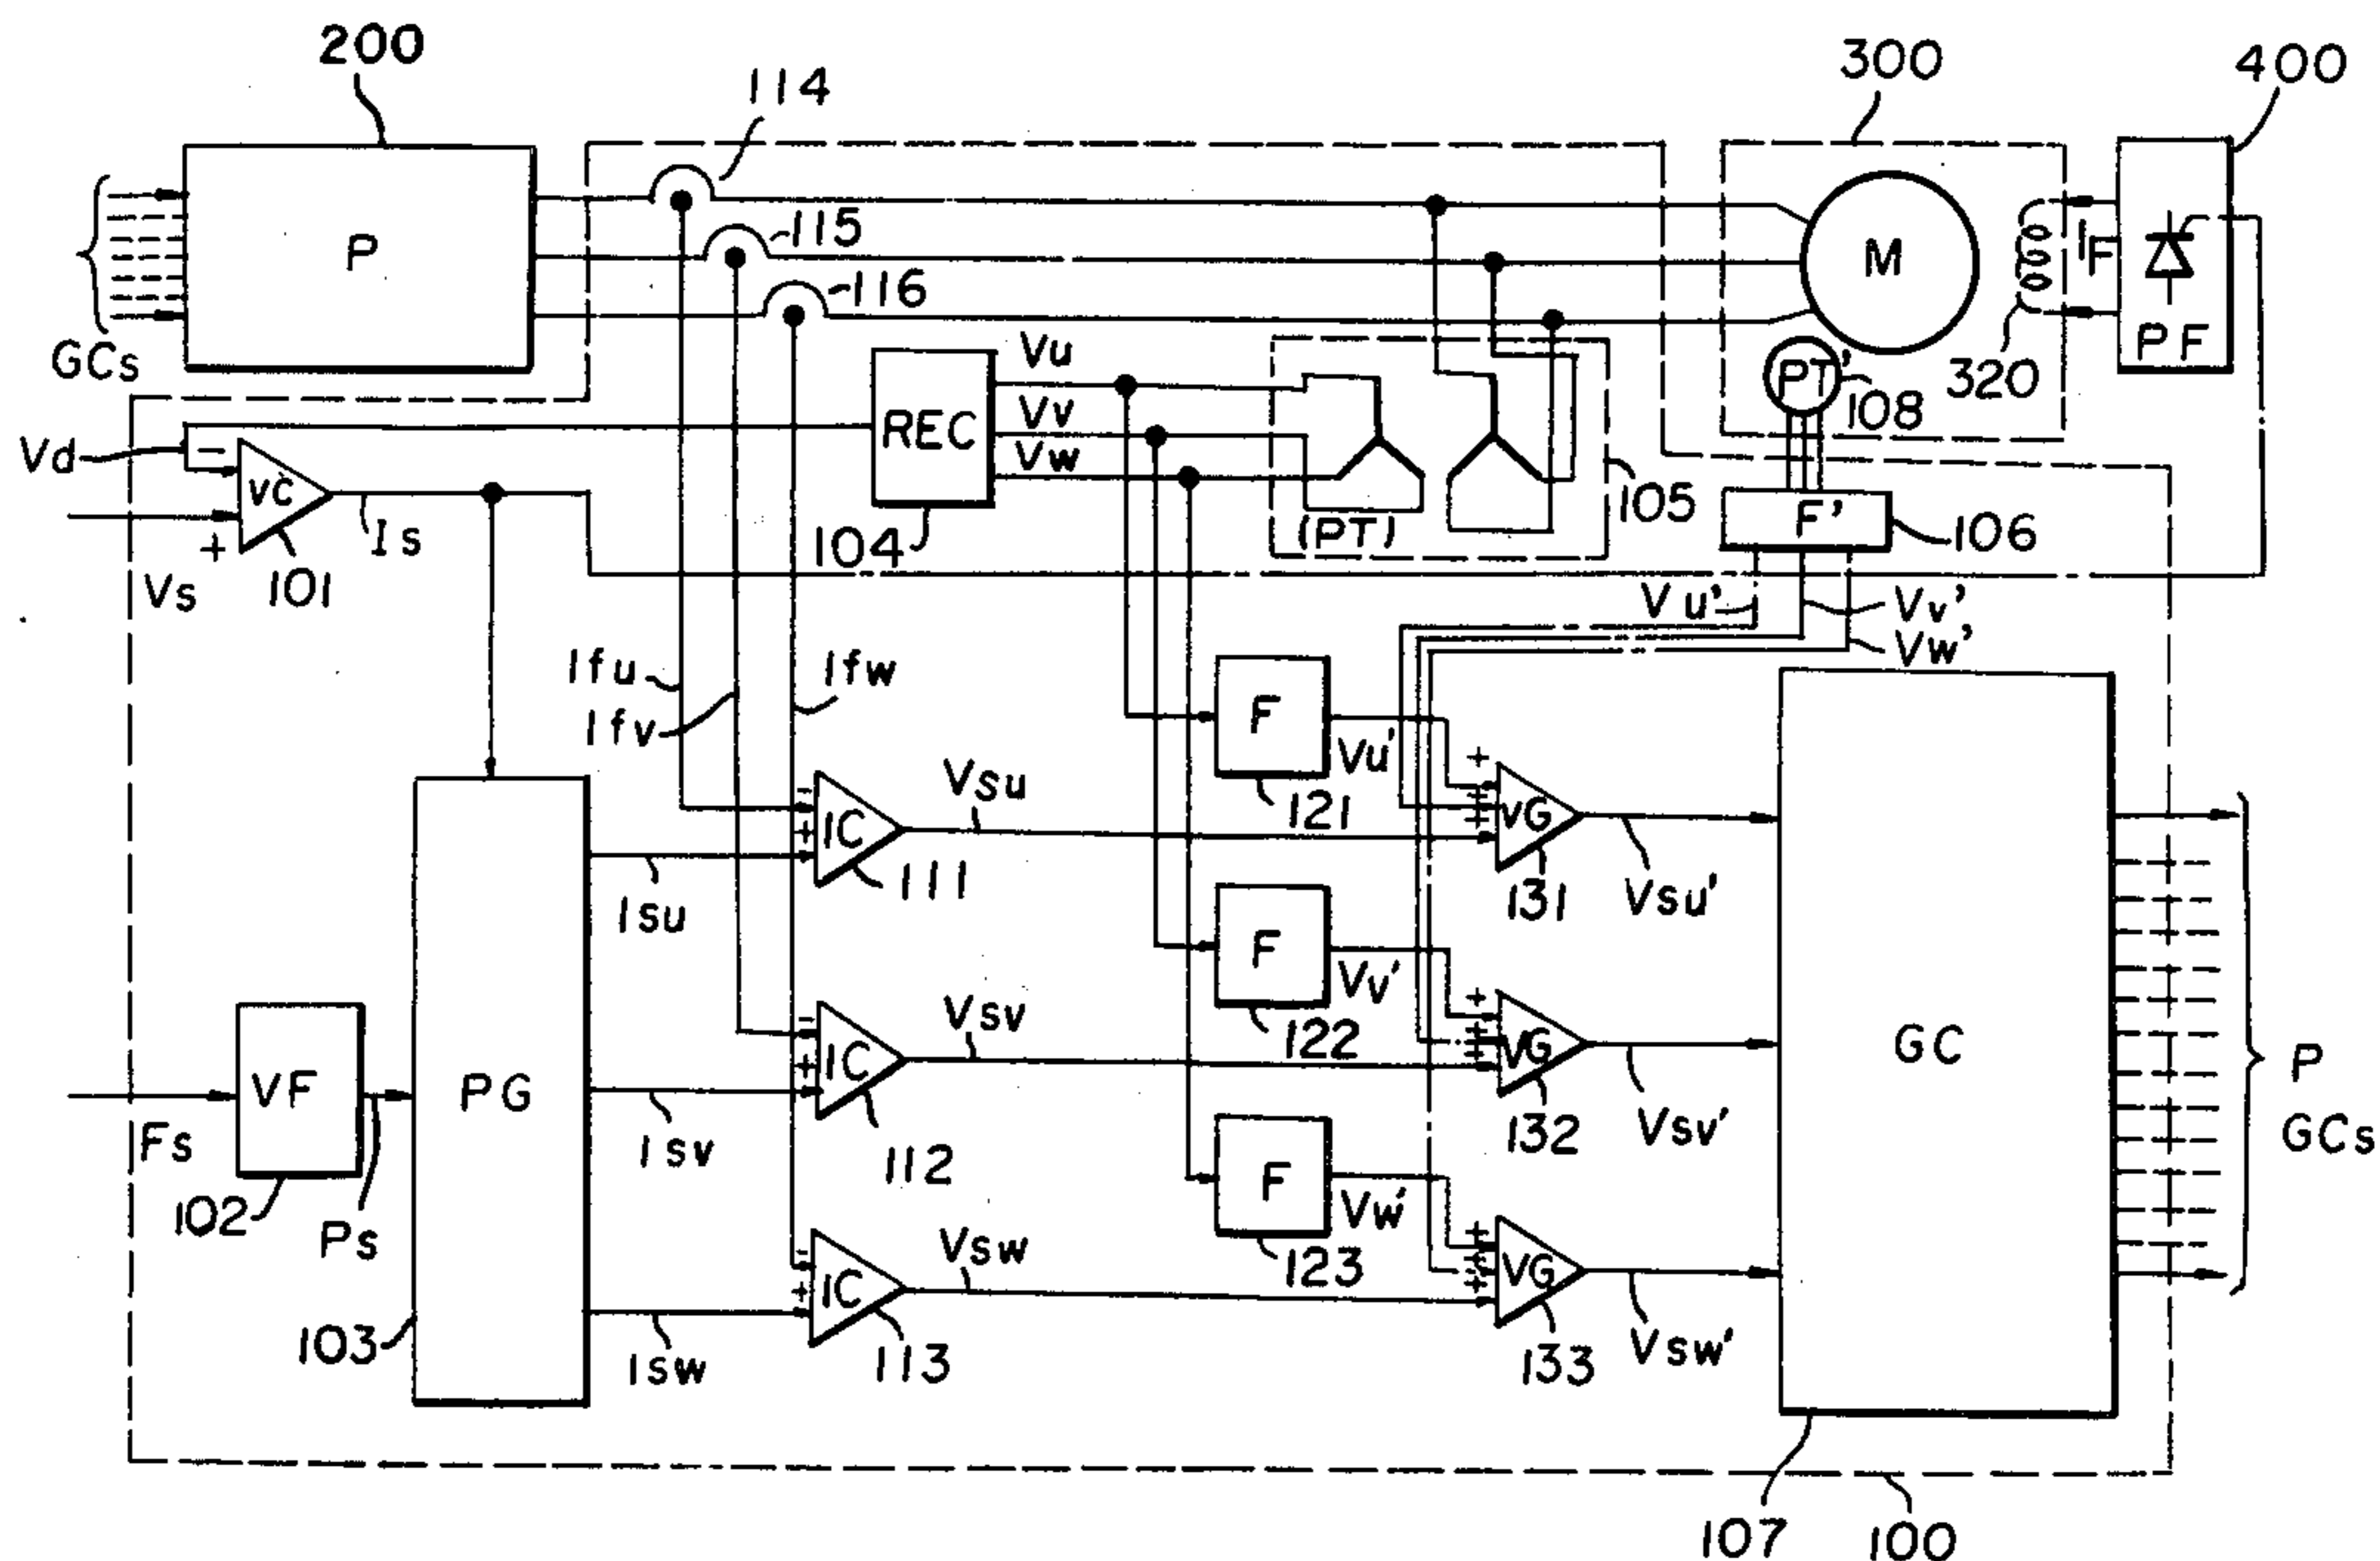 200
114
300
400
P
115
116
M
IF
PF
GCs
Vu
PT'
320
108
REC
Vv
Vw
Vd
−
VC
+
Vs
101
Is
104
(PT)
105
F'
106
Vu'
Vv'
Vw'
Ifu
Ifw
Ifv
F
Vu'
121
+
+
+
VG
131
Vsu'
−
+
IC
111
Vsu
Isu
F
Vv'
122
+
+
+
VG
132
Vsv'
GC
P
GCs
VF
Fs
102
Ps
PG
103
−
+
IC
112
Vsv
Isv
F
Vw'
123
+
+
+
VG
133
Vsw'
−
+
IC
113
Vsw
Isw
107
100